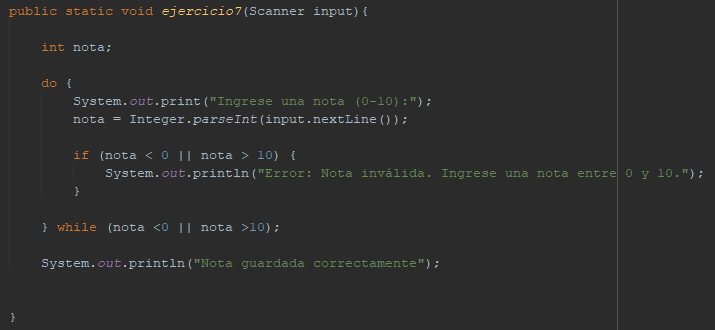 public static void ejercicio7(Scanner input){
int nota;
do {
System.out.print("Ingrese una nota (0-10):");
nota = Integer.parseInt(input.nextLine());
if (nota < 0 || nota > 10) {
System.out.println("Error: Nota inválida. Ingrese una nota entre 0 y 10.");
}
} while (nota <0 || nota >10);
System.out.println("Nota guardada correctamente");
}